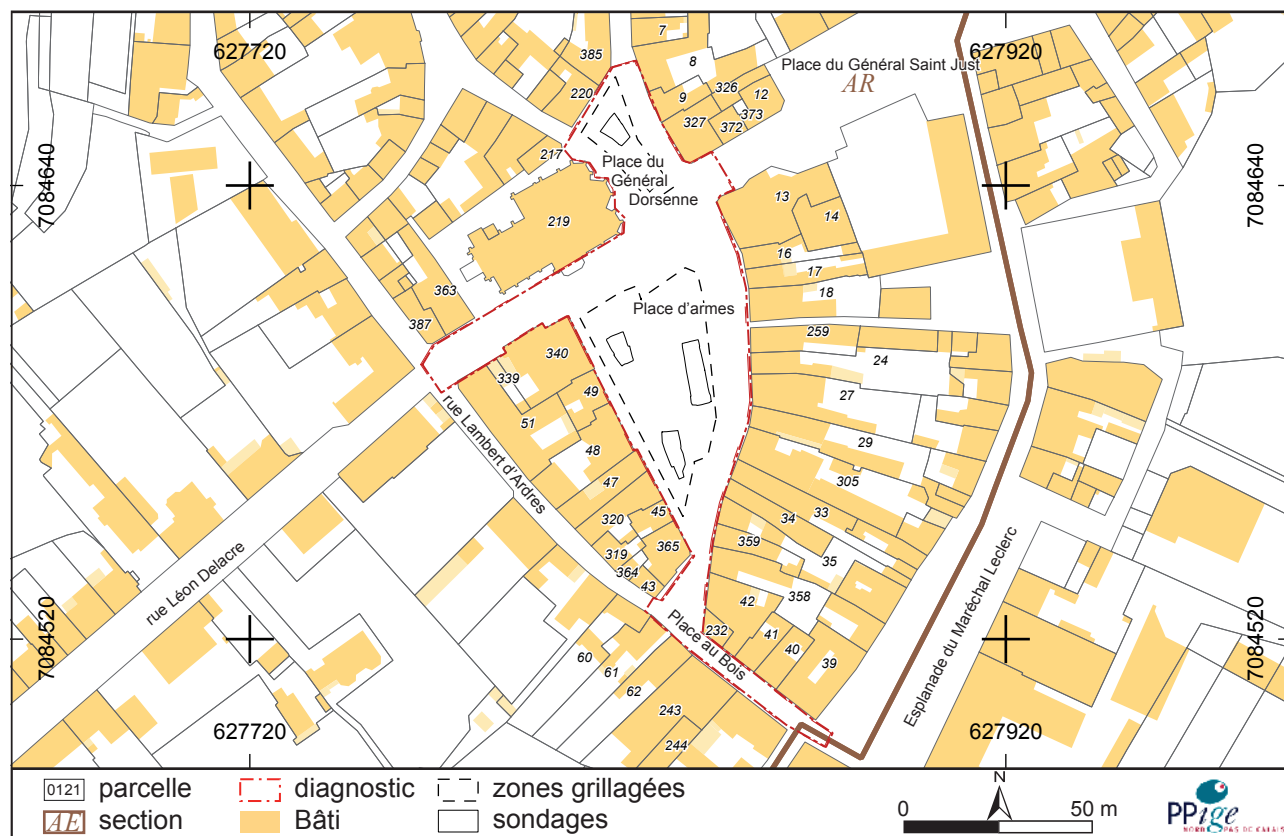 627720
627920
7084640
7084640
7084520
7084520
627720
627920
7
385
8
220
9
326
12
327
373
372
Place du Général Saint Just
AR
217
Place du
Général
Dorsenne
219
13
14
16
17
18
363
387
Place d'armes
340
339
49
51
48
47
320
45
319
365
364
43
259
24
27
29
305
34
33
359
35
42
358
232
41
40
39
rue Lambert d'Ardres
rue Léon Delacre
Place au Bois
60
61
62
243
244
Esplanade du Maréchal Leclerc
0121 parcelle
diagnostic
zones grillagées
AE section
Bâti
sondages
0 50 m
N
PPige
NORD PAS DE CALAIS